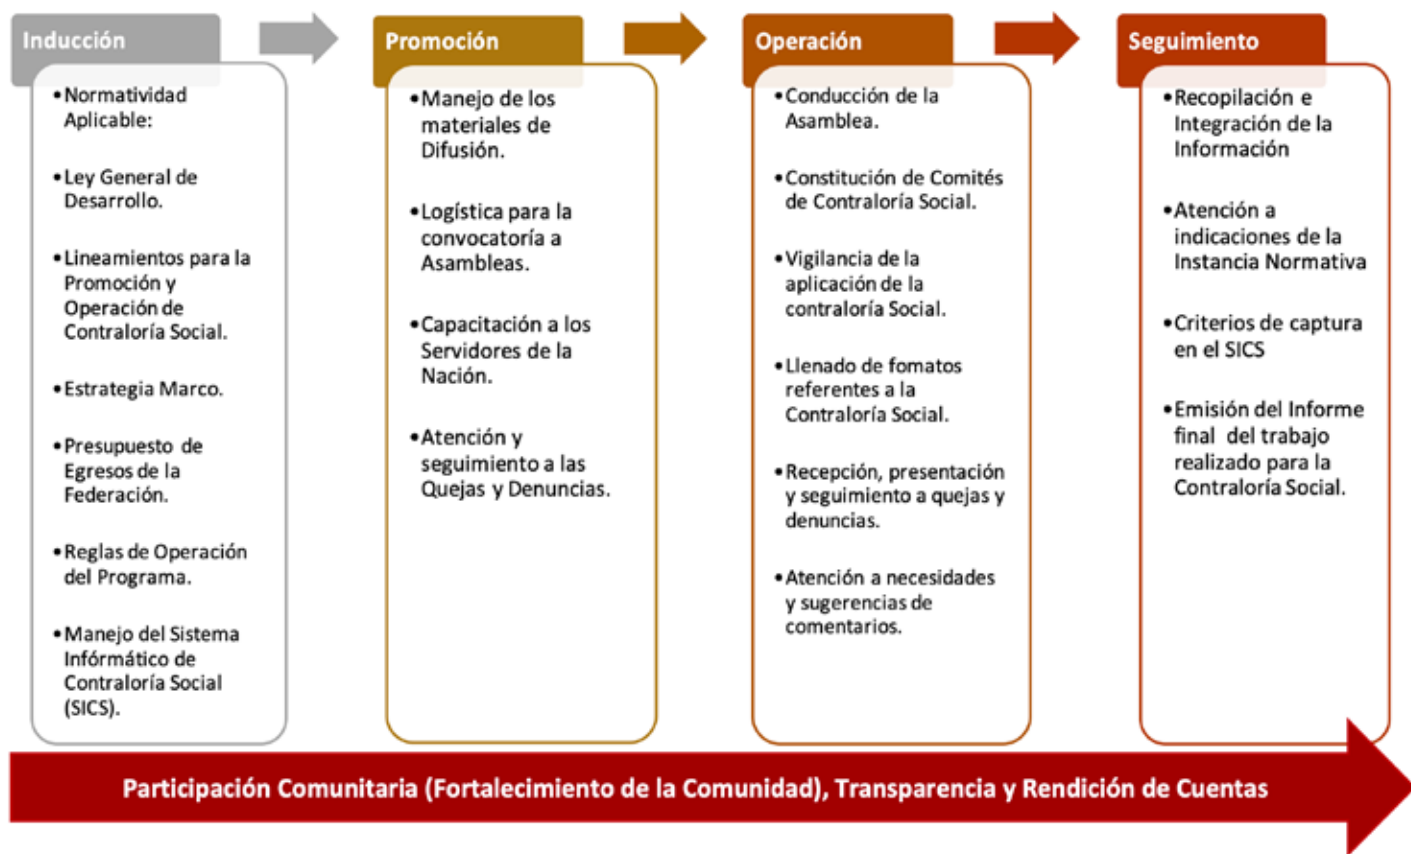 Inducción
•Normatividad
Aplicable:
•Ley General de
Desarrollo.
•Lineamientos para la
Promoción y
Operación de
Contraloría Social.
•Estrategia Marco.
•Presupuesto de
Egresos de la
Federación.
•Reglas de Operación
del Programa.
•Manejo del Sistema
Infórmático de
Contraloría Social
(SICS).
Promoción
•Manejo de los
materiales de
Difusión.
•Logística para la
convocatoría a
Asambleas.
•Capacitación a los
Servidores de la
Nación.
•Atención y
seguimiento a las
Quejas y Denuncias.
Operación
•Conducción de la
Asamblea.
•Constitución de Comités
de Contraloría Social.
•Vigilancia de la
aplicación de la
contraloría Social.
•Llenado de fomatos
referentes a la
Contraloría Social.
•Recepción, presentación
y seguimiento a quejas y
denuncias.
•Atención a necesidades
y sugerencias de
comentarios.
Seguimiento
•Recopilación e
Integración de la
Información
•Atención a
indicaciones de la
Instancia Normativa
•Criterios de captura
en el SICS
•Emisión del Informe
final del trabajo
realizado para la
Contraloría Social.
Participación Comunitaria (Fortalecimiento de la Comunidad), Transparencia y Rendición de Cuentas